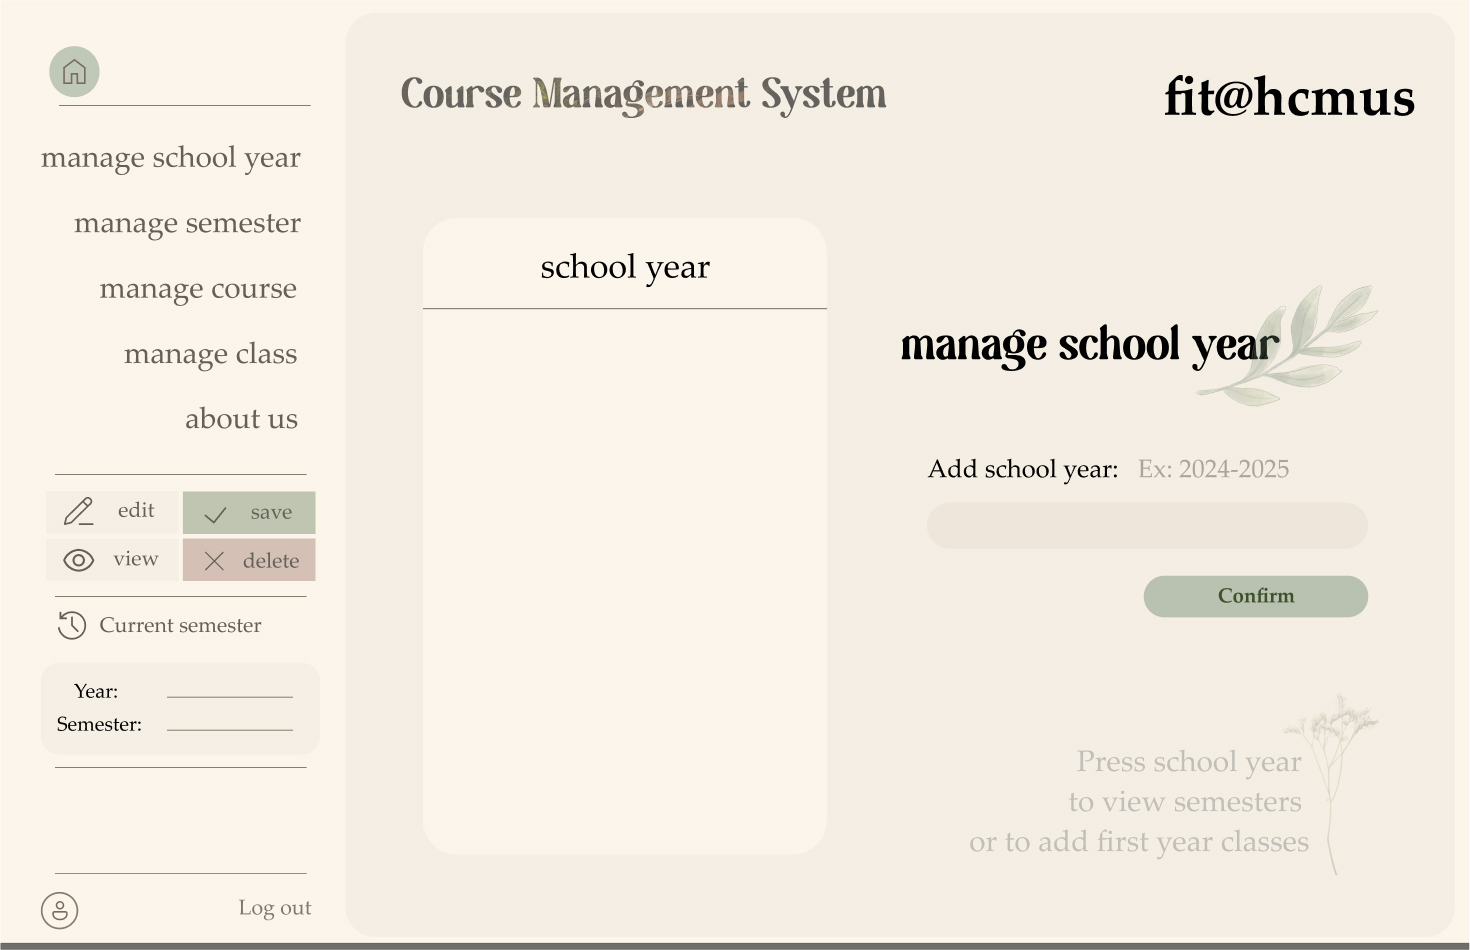 Course Management System
fit@hcmus
manage school year
manage semester
manage course
manage class
about us
edit
save
view
delete
Current semester
Year:
Semester:
Log out
school year
manage school year
Add school year: Ex: 2024-2025
Confirm
Press school year
to view semesters
or to add first year classes